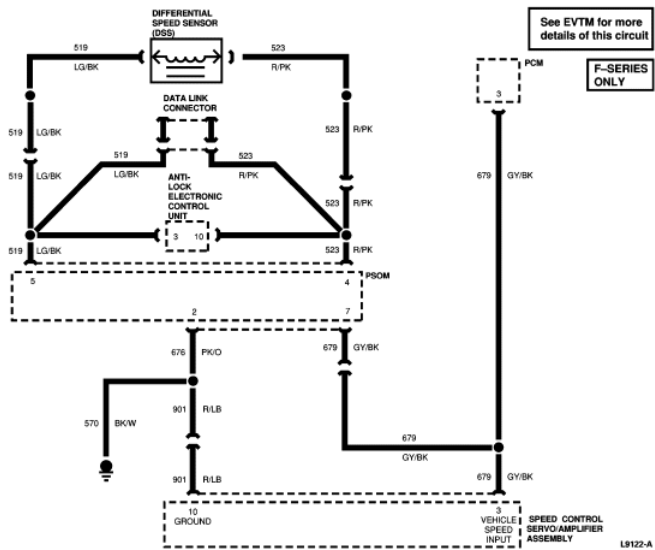 DIFFERENTIAL
SPEED SENSOR
(DSS)
See EVTM for more
details of this circuit
519
523
LG/BK
R/PK
PCM
F–SERIES
ONLY
3
DATA LINK
CONNECTOR
519 LG/BK
523 R/PK
519
523
LG/BK
R/PK
519 LG/BK
ANTI-
LOCK
ELECTRONIC
CONTROL
UNIT
679 GY/BK
523 R/PK
3 10
519 LG/BK
523 R/PK
PSOM
5
4
2
7
676 PK/O
679 GY/BK
901 R/LB
570 BK/W
679
GY/BK
901 R/LB
679 GY/BK
10
GROUND
3
VEHICLE
SPEED
INPUT
SPEED CONTROL
SERVO/AMPLIFIER
ASSEMBLY
L9122-A